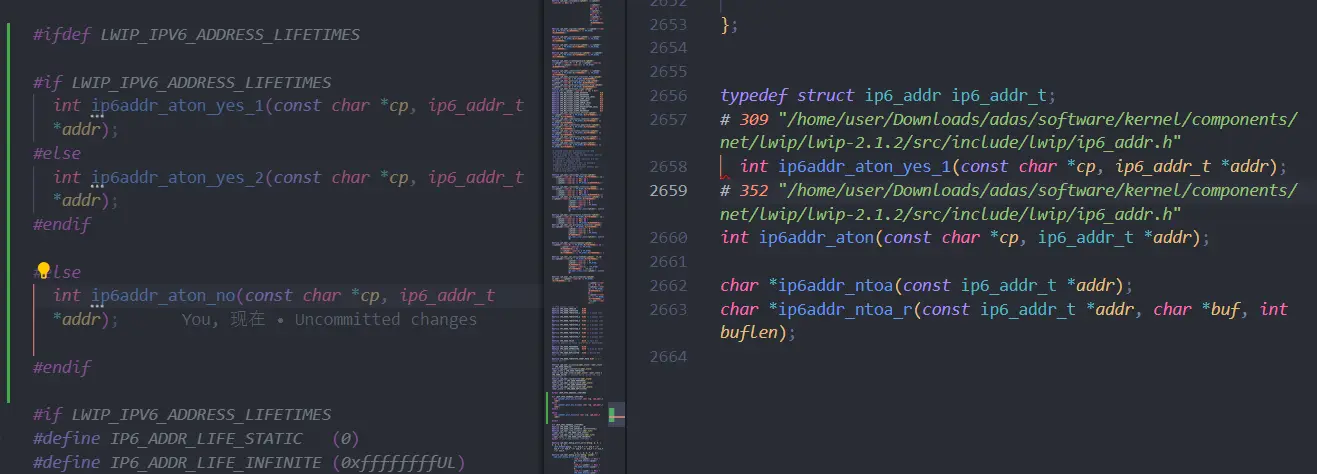 #ifdef LWIP_IPV6_ADDRESS_LIFETIMES
#if LWIP_IPV6_ADDRESS_LIFETIMES
int ip6addr_aton_yes_1(const char *cp, ip6_addr_t
*addr);
#else
int ip6addr_aton_yes_2(const char *cp, ip6_addr_t
*addr);
#endif
#else
int ip6addr_aton_no(const char *cp, ip6_addr_t
*addr); You, 现在 • Uncommitted changes
#endif
#if LWIP_IPV6_ADDRESS_LIFETIMES
#define IP6_ADDR_LIFE_STATIC (0)
#define IP6_ADDR_LIFE_INFINITE (0xffffffffUL)
2652
2653 };
2654
2655
2656 typedef struct ip6_addr ip6_addr_t;
2657 # 309 "/home/user/Downloads/adas/software/kernel/components/
net/lwip/lwip-2.1.2/src/include/lwip/ip6_addr.h"
2658 int ip6addr_aton_yes_1(const char *cp, ip6_addr_t *addr);
2659 # 352 "/home/user/Downloads/adas/software/kernel/components/
net/lwip/lwip-2.1.2/src/include/lwip/ip6_addr.h"
2660 int ip6addr_aton(const char *cp, ip6_addr_t *addr);
2661
2662 char *ip6addr_ntoa(const ip6_addr_t *addr);
2663 char *ip6addr_ntoa_r(const ip6_addr_t *addr, char *buf, int
buflen);
2664